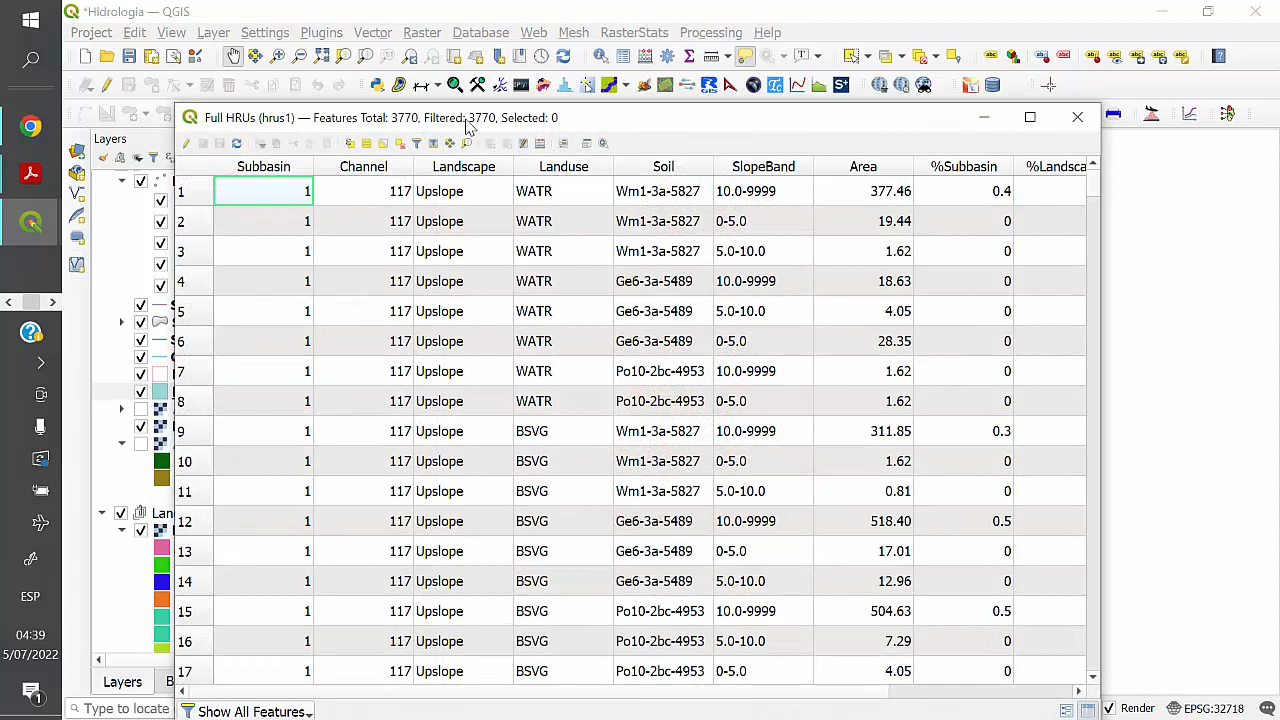 *Hidrologia — QGIS
Project Edit View Layer Settings Plugins Vector Raster Database Web Mesh RasterStats Processing Help
Full HRUs (hrus1) — Features Total: 3770, Filtered: 3770, Selected: 0
Layers
Subbasin Channel Landscape Landuse Soil SlopeBand Area %Subbasin %Landsca
1 1 117 Upslope WATR Wm1-3a-5827 10.0-9999 377.46 0.4
2 1 117 Upslope WATR Wm1-3a-5827 0-5.0 19.44 0
3 1 117 Upslope WATR Wm1-3a-5827 5.0-10.0 1.62 0
4 1 117 Upslope WATR Ge6-3a-5489 10.0-9999 18.63 0
5 1 117 Upslope WATR Ge6-3a-5489 5.0-10.0 4.05 0
6 1 117 Upslope WATR Ge6-3a-5489 0-5.0 28.35 0
7 1 117 Upslope WATR Po10-2bc-4953 10.0-9999 1.62 0
8 1 117 Upslope WATR Po10-2bc-4953 0-5.0 1.62 0
9 1 117 Upslope BSVG Wm1-3a-5827 10.0-9999 311.85 0.3
10 1 117 Upslope BSVG Wm1-3a-5827 0-5.0 1.62 0
11 1 117 Upslope BSVG Wm1-3a-5827 5.0-10.0 0.81 0
12 1 117 Upslope BSVG Ge6-3a-5489 10.0-9999 518.40 0.5
13 1 117 Upslope BSVG Ge6-3a-5489 0-5.0 17.01 0
14 1 117 Upslope BSVG Ge6-3a-5489 5.0-10.0 12.96 0
15 1 117 Upslope BSVG Po10-2bc-4953 10.0-9999 504.63 0.5
16 1 117 Upslope BSVG Po10-2bc-4953 5.0-10.0 7.29 0
17 1 117 Upslope BSVG Po10-2bc-4953 0-5.0 4.05 0
Lan
ESP
04:39
5/07/2022
1
Layers B
Type to locate
Show All Features
Render EPSG:32718